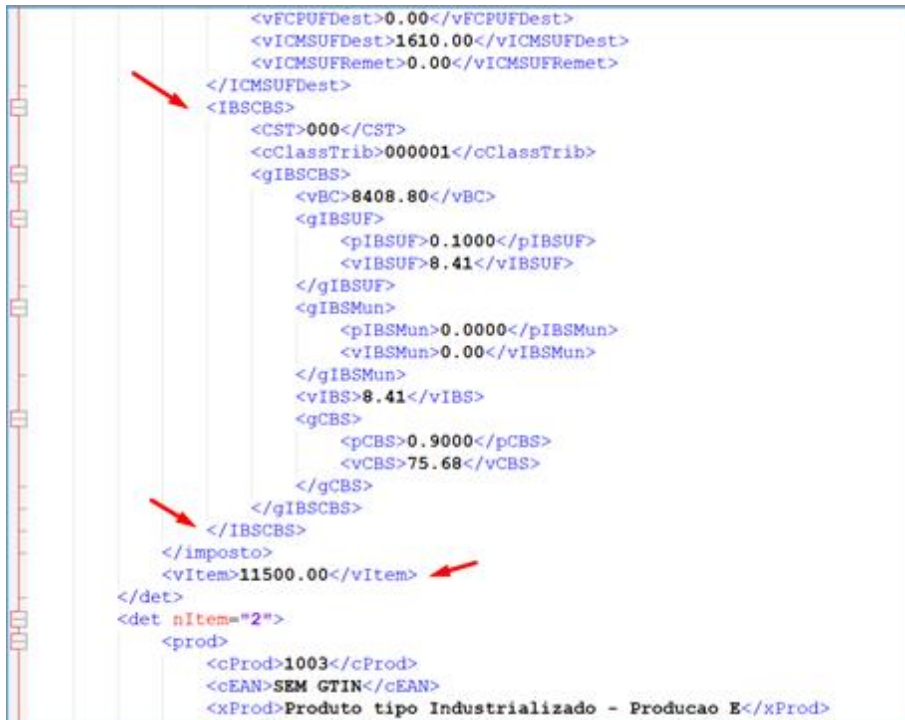 <vFCPUFDest>0.00</vFCPUFDest>
<vICMSUFDest>1610.00</vICMSUFDest>
<vICMSUFRemet>0.00</vICMSUFRemet>
</ICMSUFDest>
<IBSCBS>
<CST>000</CST>
<cClassTrib>000001</cClassTrib>
<gIBSCBS>
<vBC>8408.80</vBC>
<gIBSUF>
<pIBSUF>0.1000</pIBSUF>
<vIBSUF>8.41</vIBSUF>
</gIBSUF>
<gIBSMun>
<pIBSMun>0.0000</pIBSMun>
<vIBSMun>0.00</vIBSMun>
</gIBSMun>
<vIBS>8.41</vIBS>
<gCBS>
<pCBS>0.9000</pCBS>
<vCBS>75.68</vCBS>
</gCBS>
</gIBSCBS>
</IBSCBS>
</imposto>
<vItem>11500.00</vItem>
</det>
<det nItem="2">
<prod>
<cProd>1003</cProd>
<cEAN>SEM GTIN</cEAN>
<xProd>Produto tipo Industrializado - Producao E</xProd>